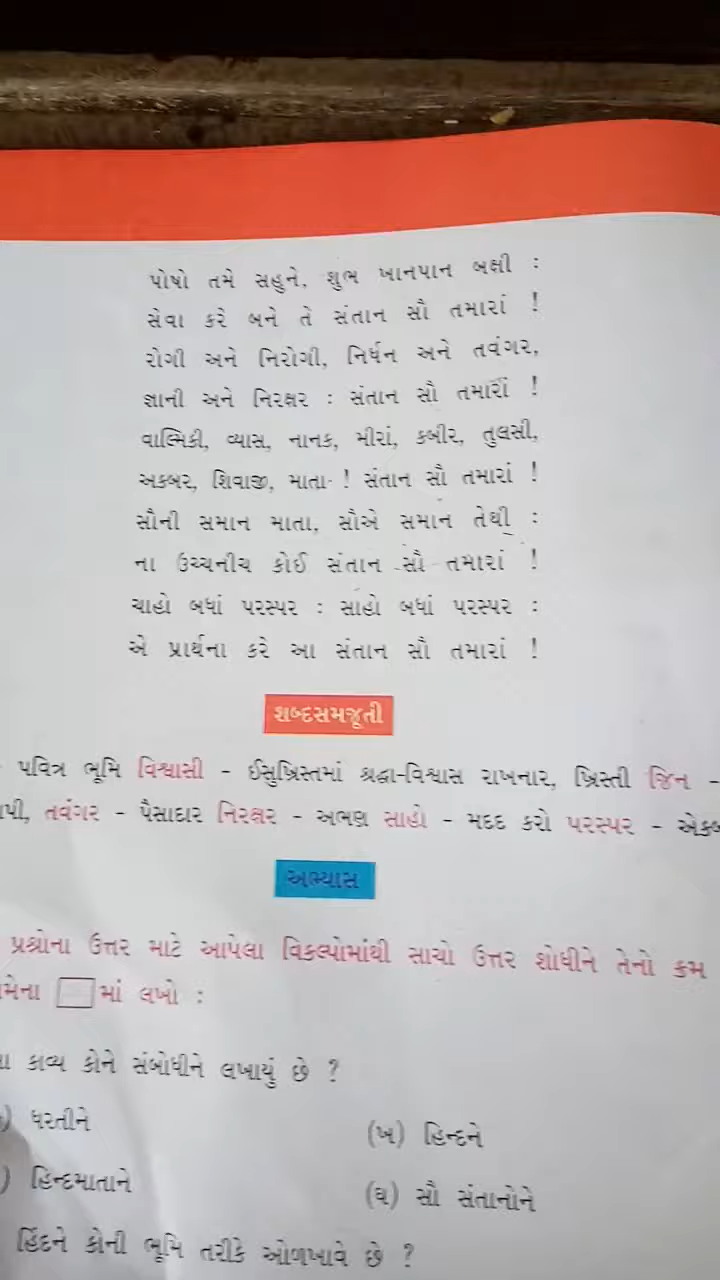 પોષો તમે સહુને, શુભ ખાનપાન બક્ષી :
સેવા કરે બને તે સંતાન સૌ તમારાં !
રોગી અને નિરોગી, નિર્ધન અને તવંગર,
જ્ઞાની અને નિરક્ષર : સંતાન સૌ તમારાં !
વાલ્મિકી, વ્યાસ, નાનક, મીરાં, કબીર, તુલસી,
અકબર, શિવાજી, માતા ! સંતાન સૌ તમારાં !
સૌની સમાન માતા, સૌએ સમાન તેથી :
ના ઉચ્ચનીચ કોઈ સંતાન સૌ તમારાં !
ચાહો બધાં પરસ્પર : સાહો બધાં પરસ્પર :
એ પ્રાર્થના કરે આ સંતાન સૌ તમારાં !
શબ્દસમજૂતી
પવિત્ર ભૂમિ વિશ્વાસી - ઈસુખ્રિસ્તમાં શ્રદ્ધા-વિશ્વાસ રાખનાર, ખ્રિસ્તી જિન -
તવંગર - પૈસાદાર નિરક્ષર - અભણ સાહો - મદદ કરો પરસ્પર -
અભ્યાસ
પ્રશ્નોના ઉત્તર માટે આપેલા વિકલ્પોમાંથી સાચો ઉત્તર શોધીને તેનો ક્રમ
માં લખો :
કાવ્ય કોને સંબોધીને લખાયું છે ?
ધરતીને
(ખ) હિન્દને
હિન્દમાતાને
(ઘ) સૌ સંતાનોને
હિંદને કોની ભૂમિ તરીકે ઓળખાવે છે ?